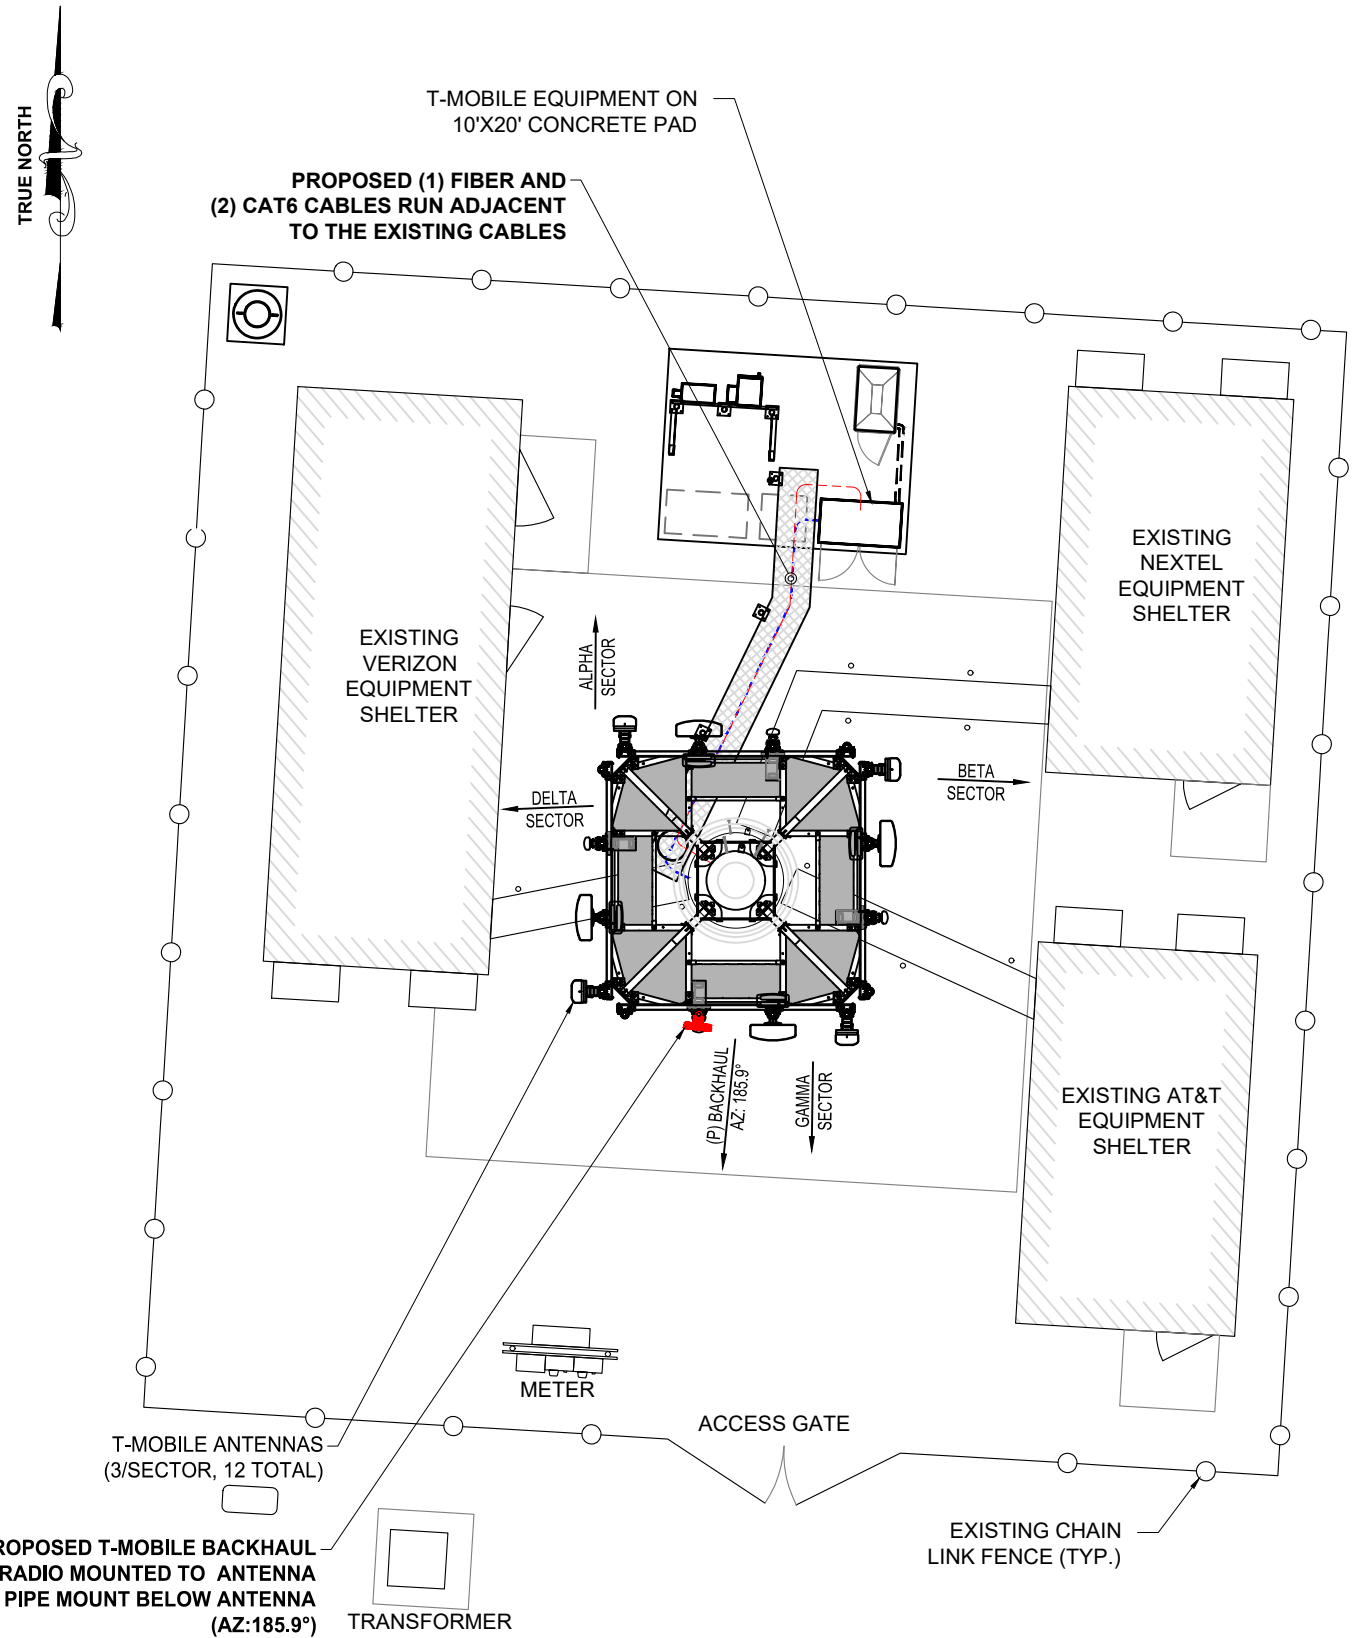 TRUE NORTH
T-MOBILE EQUIPMENT ON
10'X20' CONCRETE PAD
PROPOSED (1) FIBER AND
(2) CAT6 CABLES RUN ADJACENT
TO THE EXISTING CABLES
EXISTING
NEXTEL
EQUIPMENT
SHELTER
EXISTING
VERIZON
EQUIPMENT
SHELTER
ALPHA
SECTOR
BETA
SECTOR
DELTA
SECTOR
(P) BACKHAUL
AZ: 185.9°
GAMMA
SECTOR
EXISTING AT&T
EQUIPMENT
SHELTER
METER
ACCESS GATE
T-MOBILE ANTENNAS
(3/SECTOR, 12 TOTAL)
EXISTING CHAIN
LINK FENCE (TYP.)
ROPOSED T-MOBILE BACKHAUL
RADIO MOUNTED TO ANTENNA
PIPE MOUNT BELOW ANTENNA
(AZ:185.9°)
TRANSFORMER